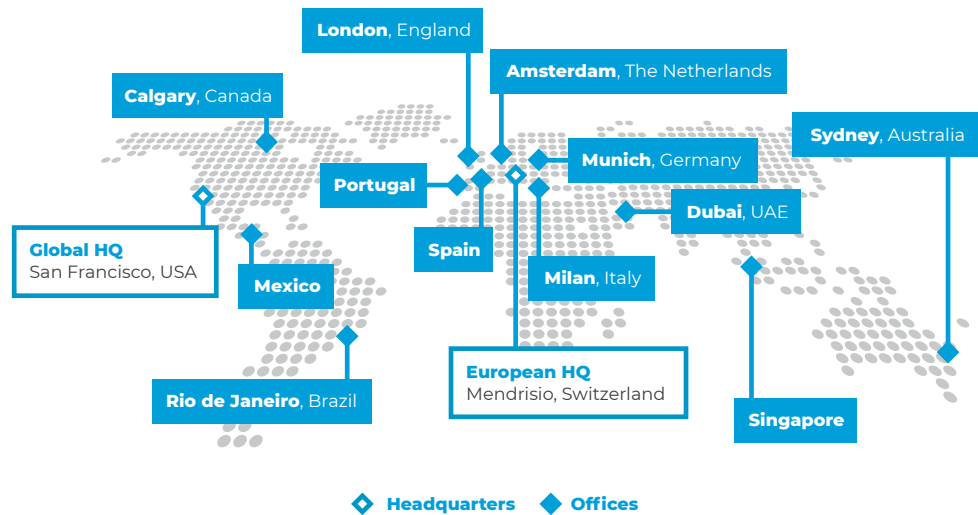 London, England
Amsterdam, The Netherlands
Calgary, Canada
Sydney, Australia
Munich, Germany
Portugal
Dubai, UAE
Spain
Global HQ
San Francisco, USA
Mexico
Milan, Italy
European HQ
Mendrisio, Switzerland
Rio de Janeiro, Brazil
Singapore
Headquarters
Offices